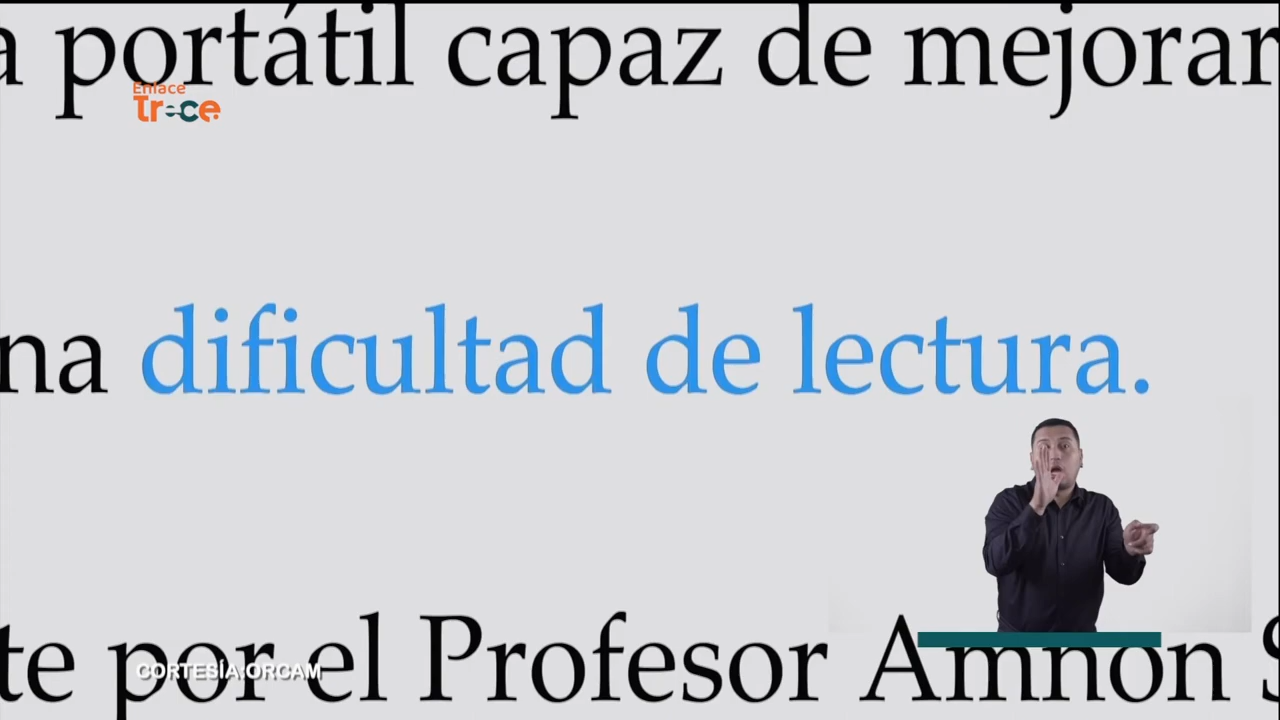 a portátil capaz de mejorar
Enlace
Trece
na dificultad de lectura.
te por el Profesor Amnon S
CORTESÍA:ORCAM